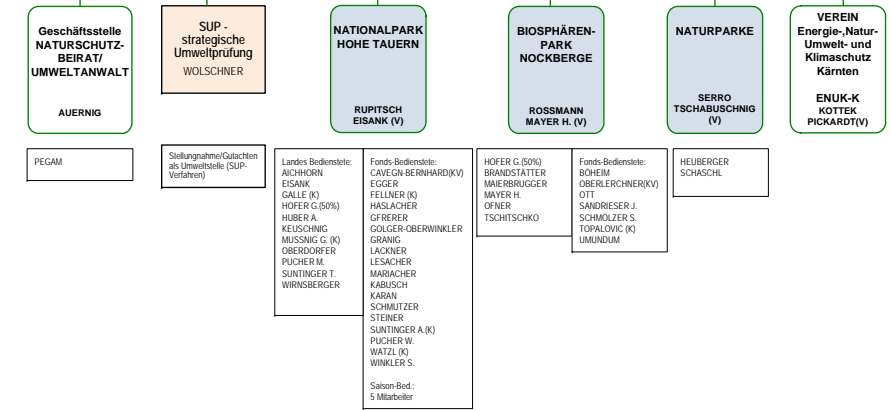 Geschäftsstelle
NATURSCHUTZ-
BEIRAT/
UMWELTANWALT
AUERNIG
SUP -
strategische
Umweltprüfung
WOLSCHNER
NATIONALPARK
HOHE TAUERN
RUPITSCH
EISANK (V)
BIOSPHÄREN-
PARK
NOCKBERGE
ROSSMANN
MAYER H. (V)
NATURPARKE
SERRO
TSCHABUSCHNIG
(V)
VEREIN
Energie-,Natur-
Umwelt- und
Klimaschutz
Kärnten
ENUK-K
KOTTEK
PICKARDT(V)
PEGAM
Stellungnahme/Gutachten
als Umweltstelle (SUP-
Verfahren)
Landes Bedienstete:
AICHHORN
EISANK
GALLE (K)
HOFER G.(50%)
HUBER A.
KEUSCHNIG
MUSSNIG G. (K)
OBERDORFER
PUCHER M.
SUNTINGER T.
WIRNSBERGER
Fonds-Bedienstete:
CAVEGN-BERNHARD(KV)
EGGER
FELLNER (K)
HASLACHER
GFRERER
GOLGER-OBERWINKLER
GRANIG
LACKNER
LESACHER
MARIACHER
KABUSCH
KARAN
SCHMUTZER
STEINER
SUNTINGER A.(K)
PUCHER W.
WATZL (K)
WINKLER S.
Saison-Bed.:
5 Mitarbeiter
HOFER G.(50%)
BRANDSTÄTTER
MAIERBRUGGER
MAYER H.
OFNER
TSCHITSCHKO
Fonds-Bedienstete:
BÖHEIM
OBERLERCHNER(KV)
OTT
SANDRIESER J.
SCHMÖLZER S.
TOPALOVIC (K)
UMUNDUM
HEUBERGER
SCHASCHL